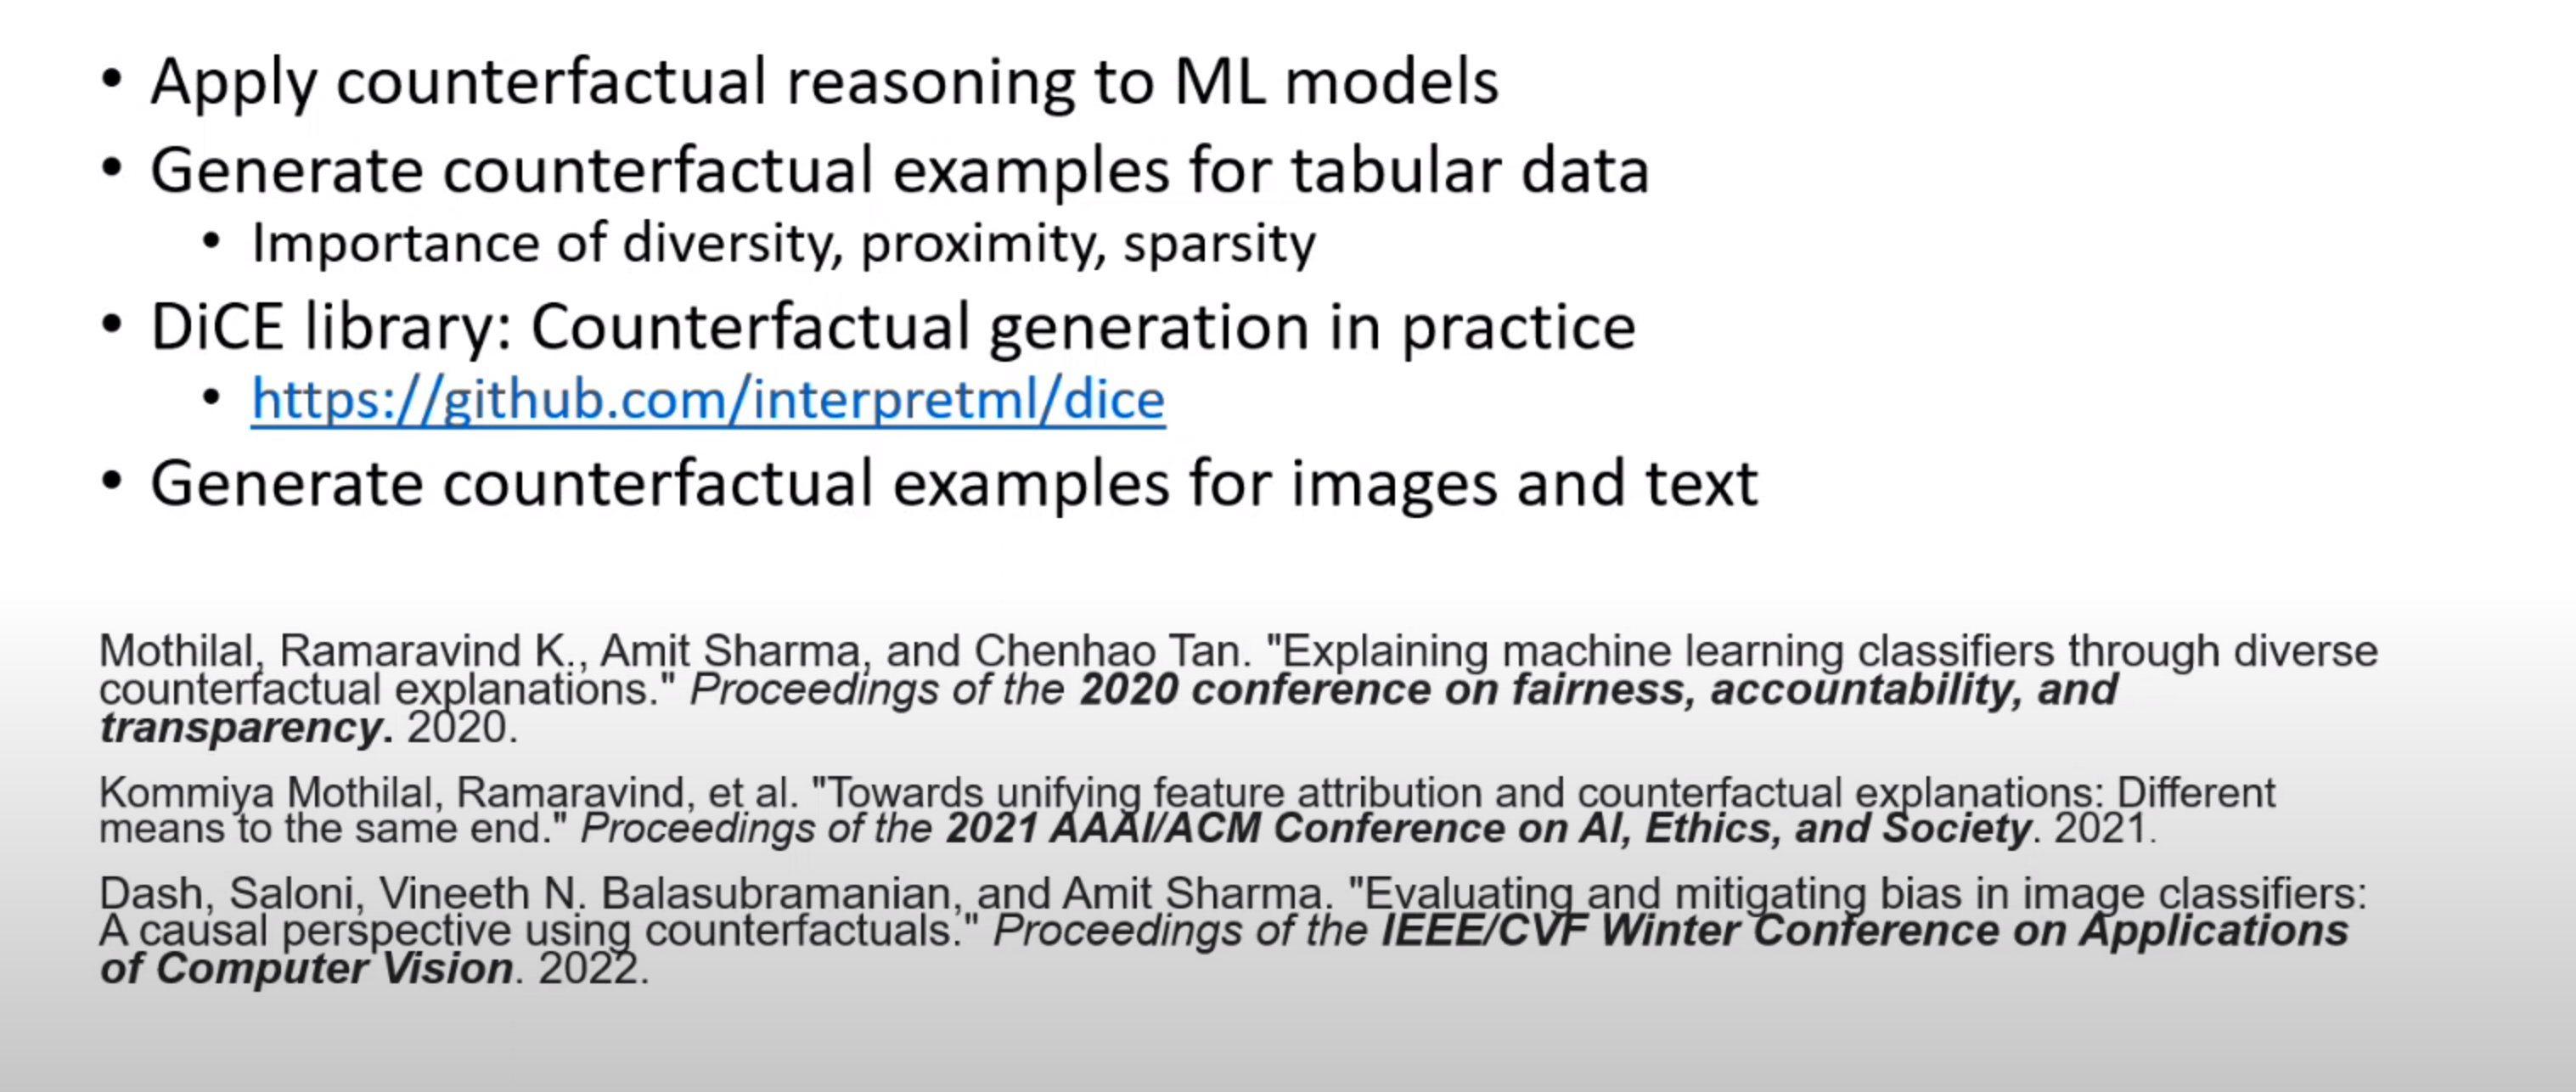 • Apply counterfactual reasoning to ML models
• Generate counterfactual examples for tabular data
• Importance of diversity, proximity, sparsity
• DiCE library: Counterfactual generation in practice
• https://github.com/interpretml/dice
• Generate counterfactual examples for images and text
Mothilal, Ramaravind K., Amit Sharma, and Chenhao Tan. "Explaining machine learning classifiers through diverse
counterfactual explanations." Proceedings of the 2020 conference on fairness, accountability, and
transparency. 2020.
Kommiya Mothilal, Ramaravind, et al. "Towards unifying feature attribution and counterfactual explanations: Different
means to the same end." Proceedings of the 2021 AAAI/ACM Conference on AI, Ethics, and Society. 2021.
Dash, Saloni, Vineeth N. Balasubramanian, and Amit Sharma. "Evaluating and mitigating bias in image classifiers:
A causal perspective using counterfactuals." Proceedings of the IEEE/CVF Winter Conference on Applications
of Computer Vision. 2022.